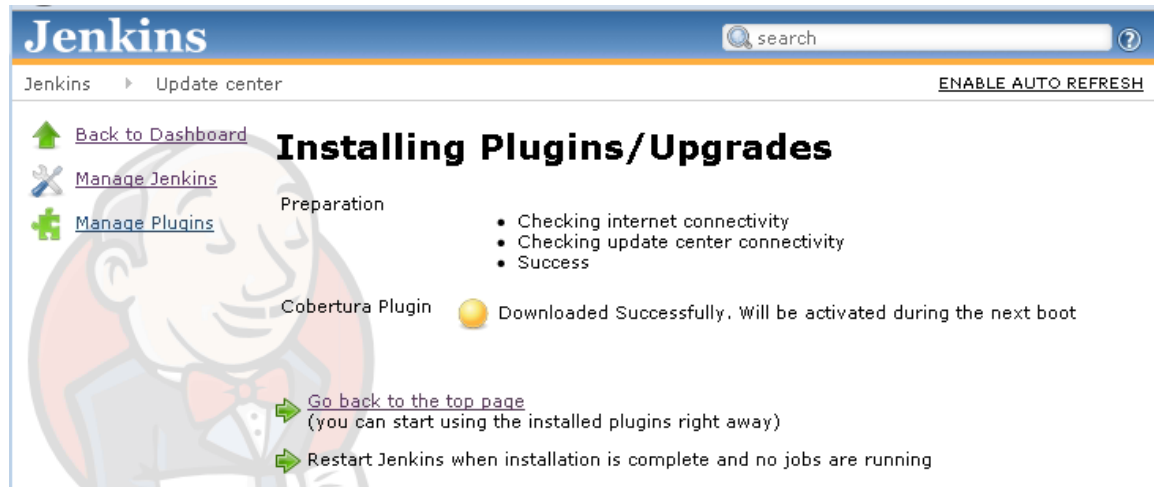 Jenkins
search
Jenkins Update center
ENABLE AUTO REFRESH
Back to Dashboard
Manage Jenkins
Manage Plugins
Installing Plugins/Upgrades
Preparation
• Checking internet connectivity
• Checking update center connectivity
• Success
Cobertura Plugin Downloaded Successfully. Will be activated during the next boot
Go back to the top page
(you can start using the installed plugins right away)
Restart Jenkins when installation is complete and no jobs are running